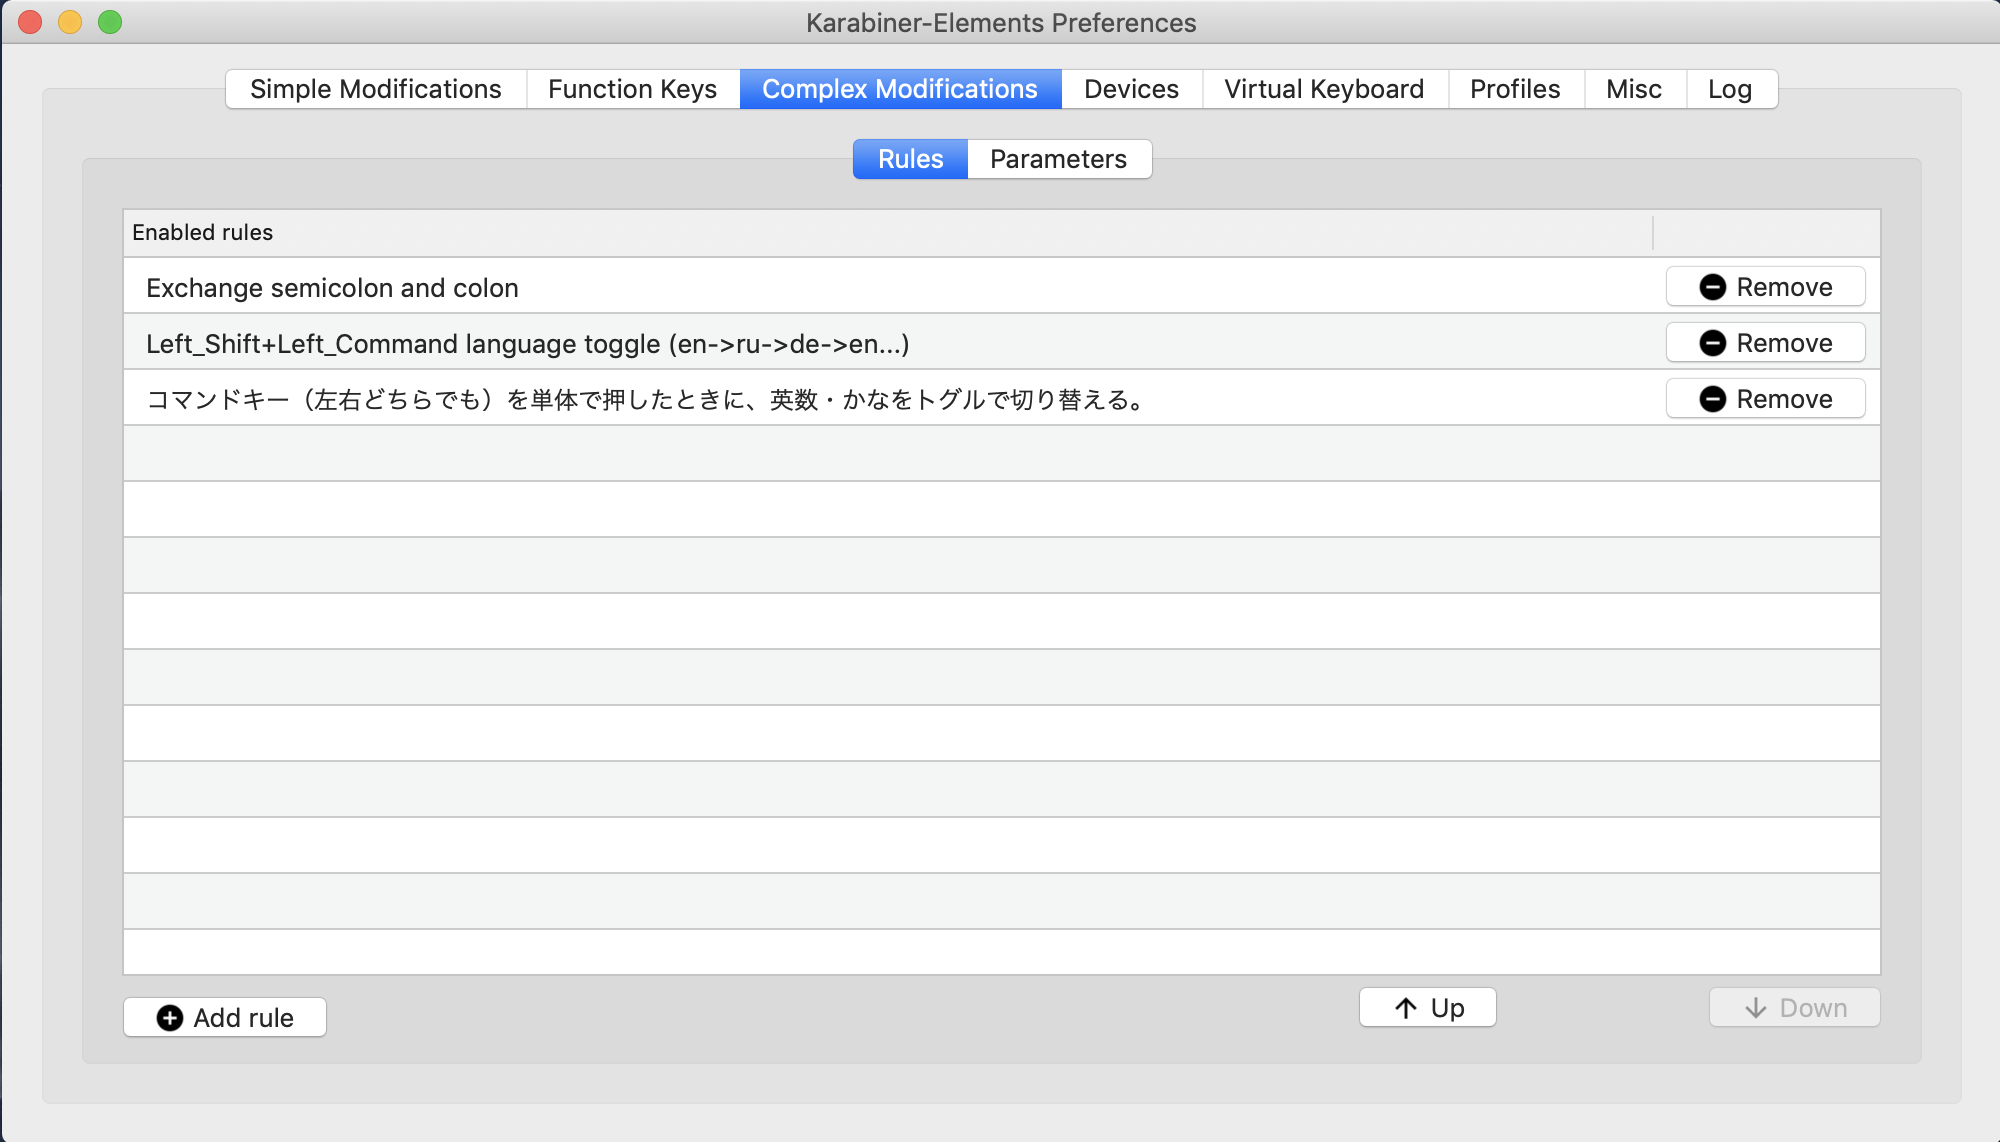 Karabiner-Elements Preferences
Simple Modifications Function Keys Complex Modifications Devices Virtual Keyboard Profiles Misc Log
Rules Parameters
Enabled rules
Exchange semicolon and colon Remove
Left_Shift+Left_Command language toggle (en->ru->de->en...) Remove
コマンドキー（左右どちらでも）を単体で押したときに、英数・かなをトグルで切り替える。 Remove
Add rule Up Down